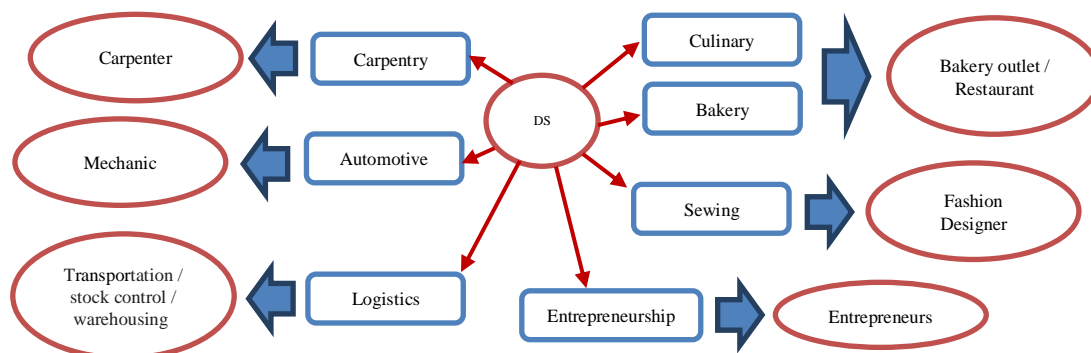 Carpenter
Carpentry
Culinary
Bakery outlet /
Restaurant
DS
Bakery
Mechanic
Automotive
Sewing
Fashion
Designer
Transportation /
stock control /
warehousing
Logistics
Entrepreneurship
Entrepreneurs